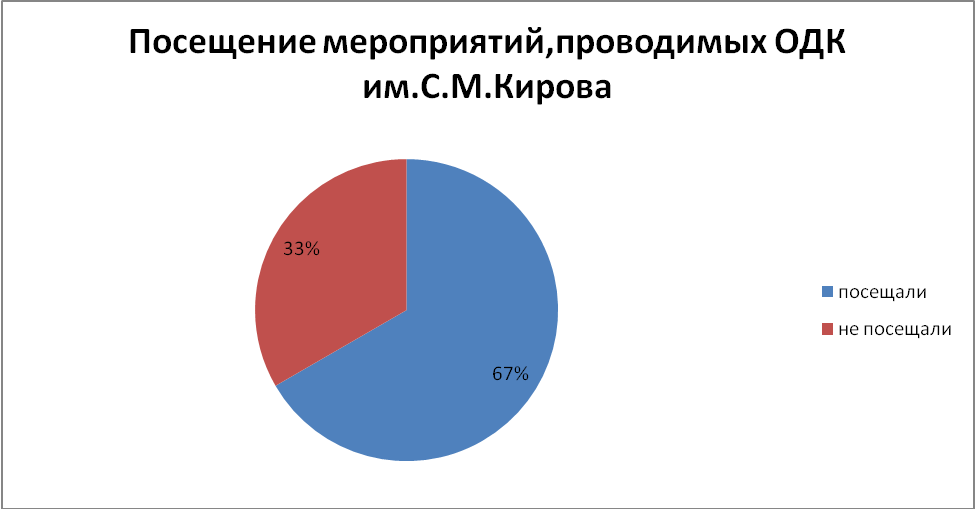 Посещение мероприятий,проводимых ОДК
им.С.М.Кирова
33%
67%
посещали
не посещали